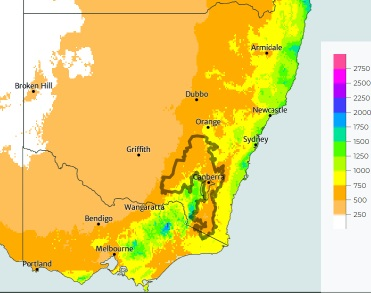 Armidale
Broken Hill
Dubbo
Newcastle
Orange
Sydney
Griffith
Canberra
Wangaratta
Bendigo
Melbourne
Portland
2750
2500
2250
2000
1750
1500
1250
1000
750
500
250